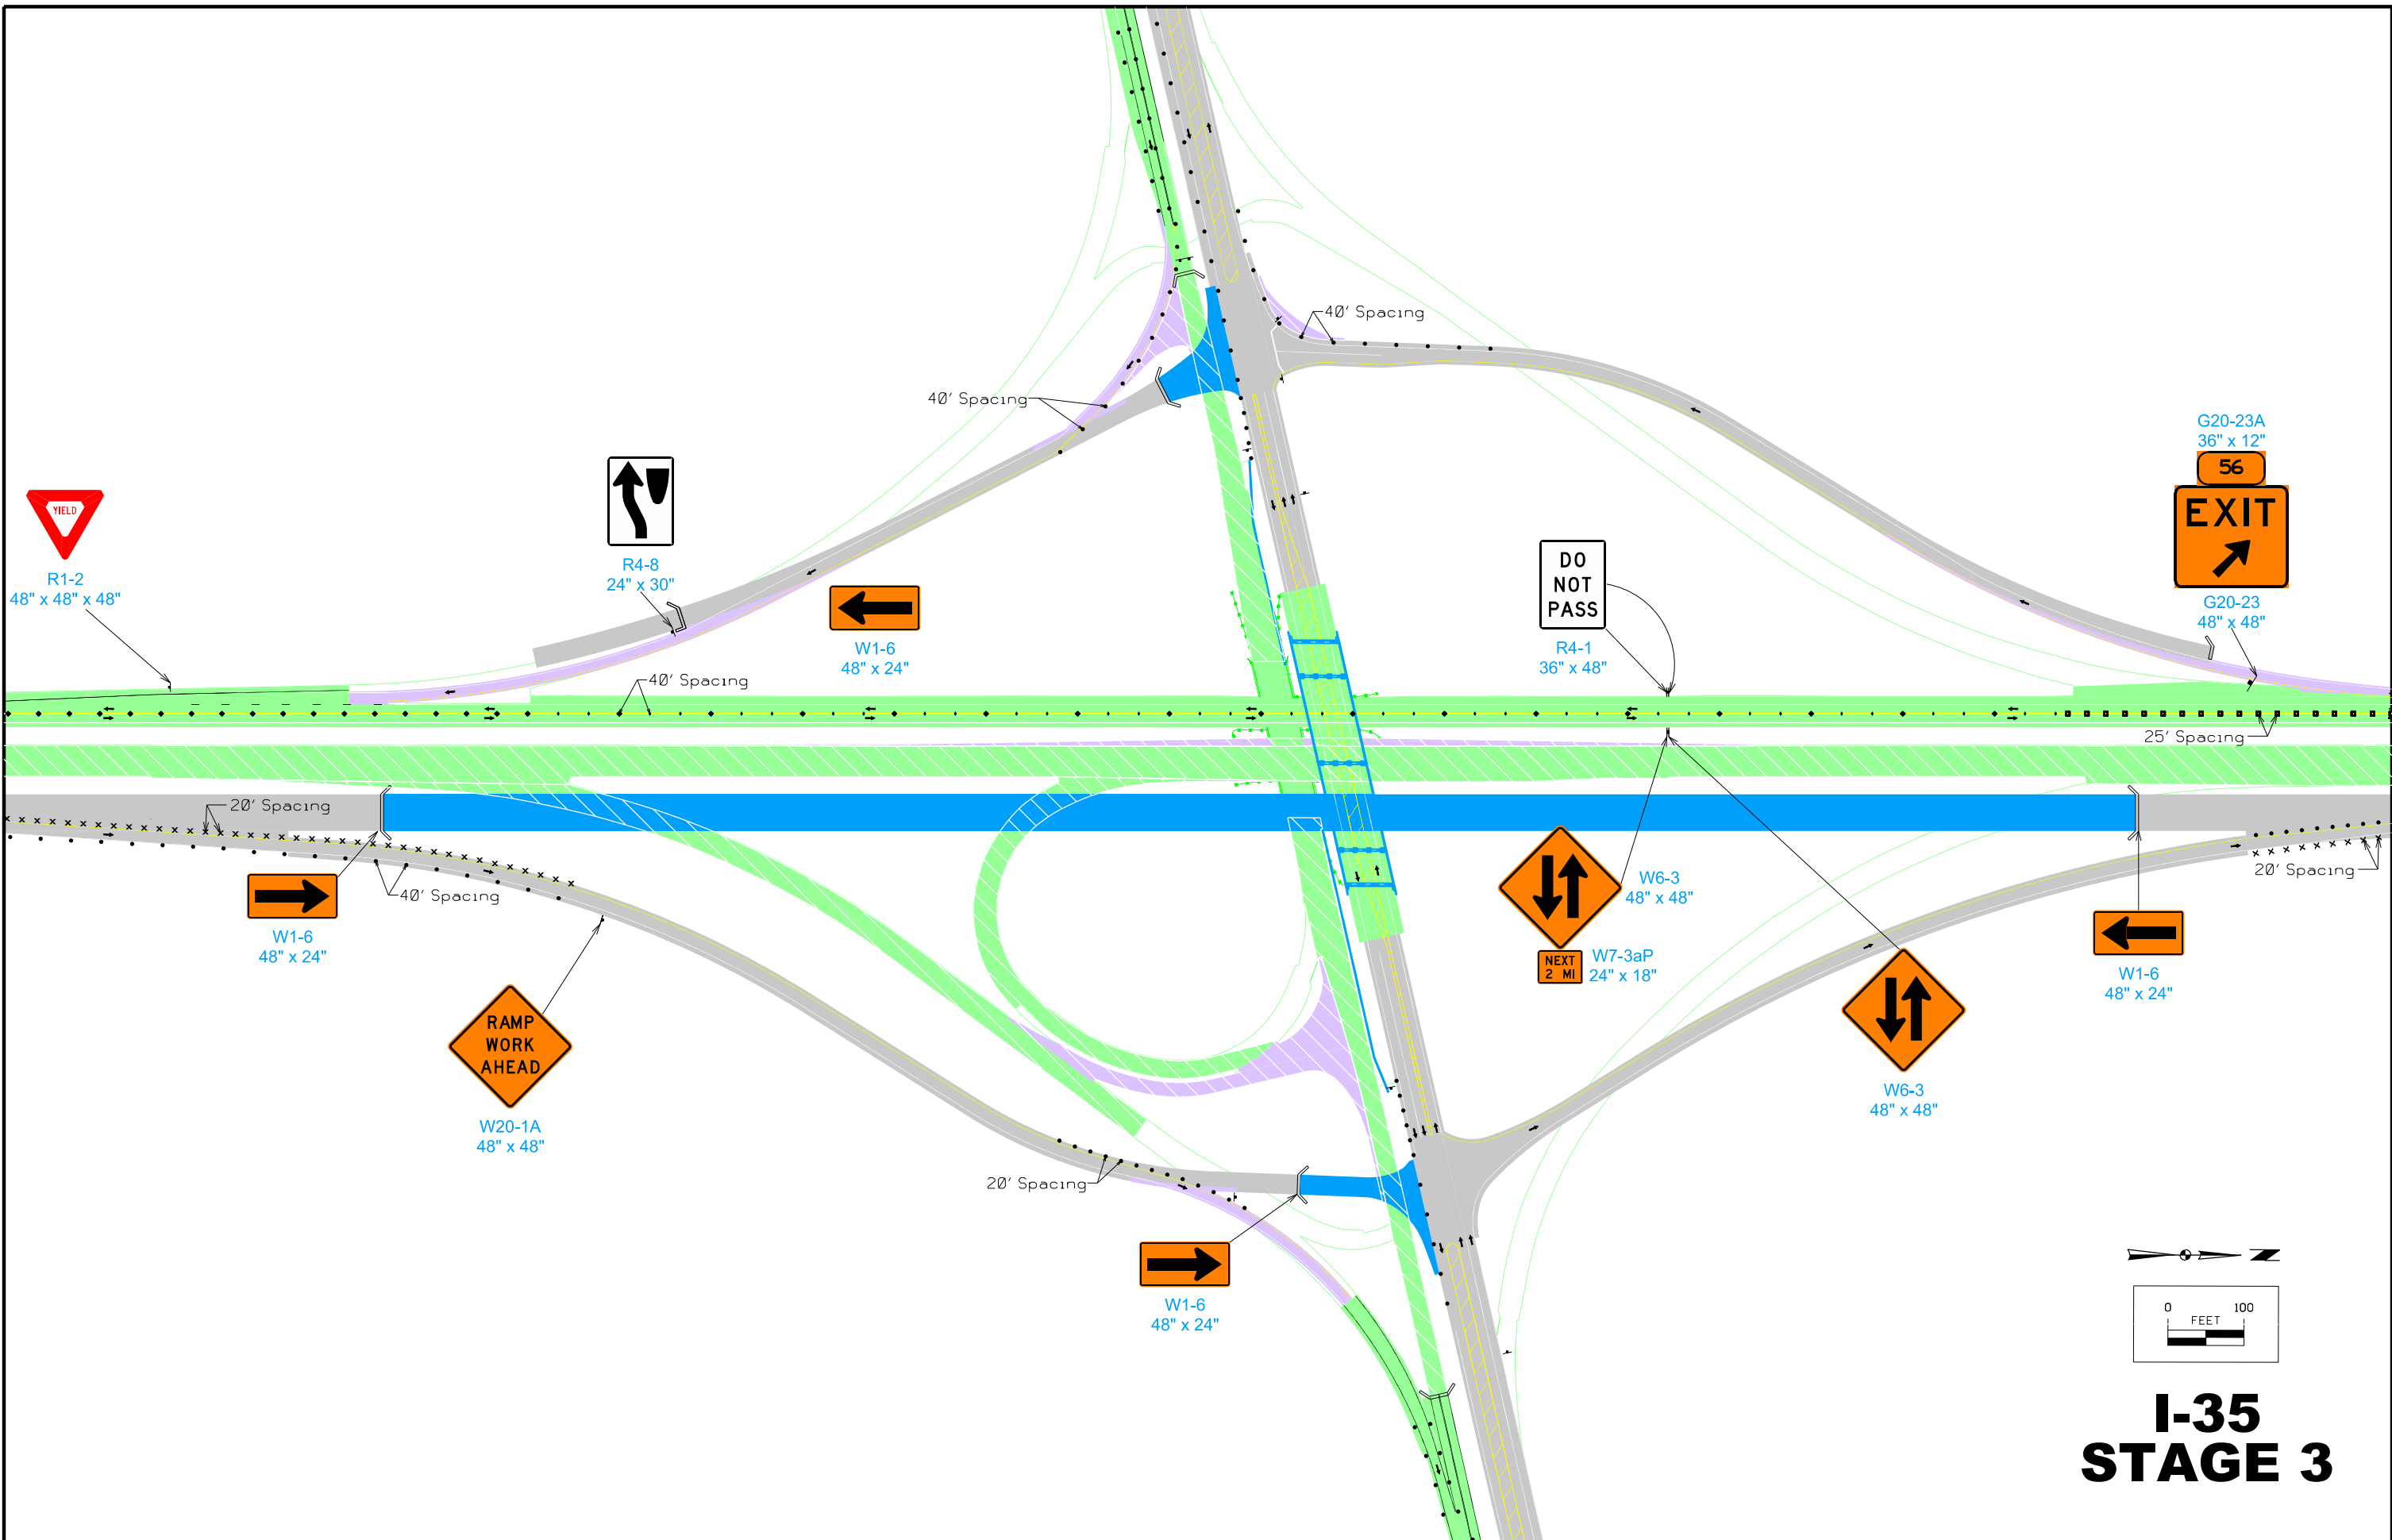 40' Spacing
40' Spacing
G20-23A
36" x 12"
56
EXIT
G20-23
48" x 48"
YIELD
R1-2
48" x 48" x 48"
R4-8
24" x 30"
W1-6
48" x 24"
DO
NOT
PASS
R4-1
36" x 48"
40' Spacing
25' Spacing
20' Spacing
40' Spacing
W1-6
48" x 24"
W6-3
48" x 48"
NEXT
2 MI
W7-3aP
24" x 18"
20' Spacing
W1-6
48" x 24"
RAMP
WORK
AHEAD
W20-1A
48" x 48"
W6-3
48" x 48"
20' Spacing
W1-6
48" x 24"
0 100
FEET
I-35
STAGE 3